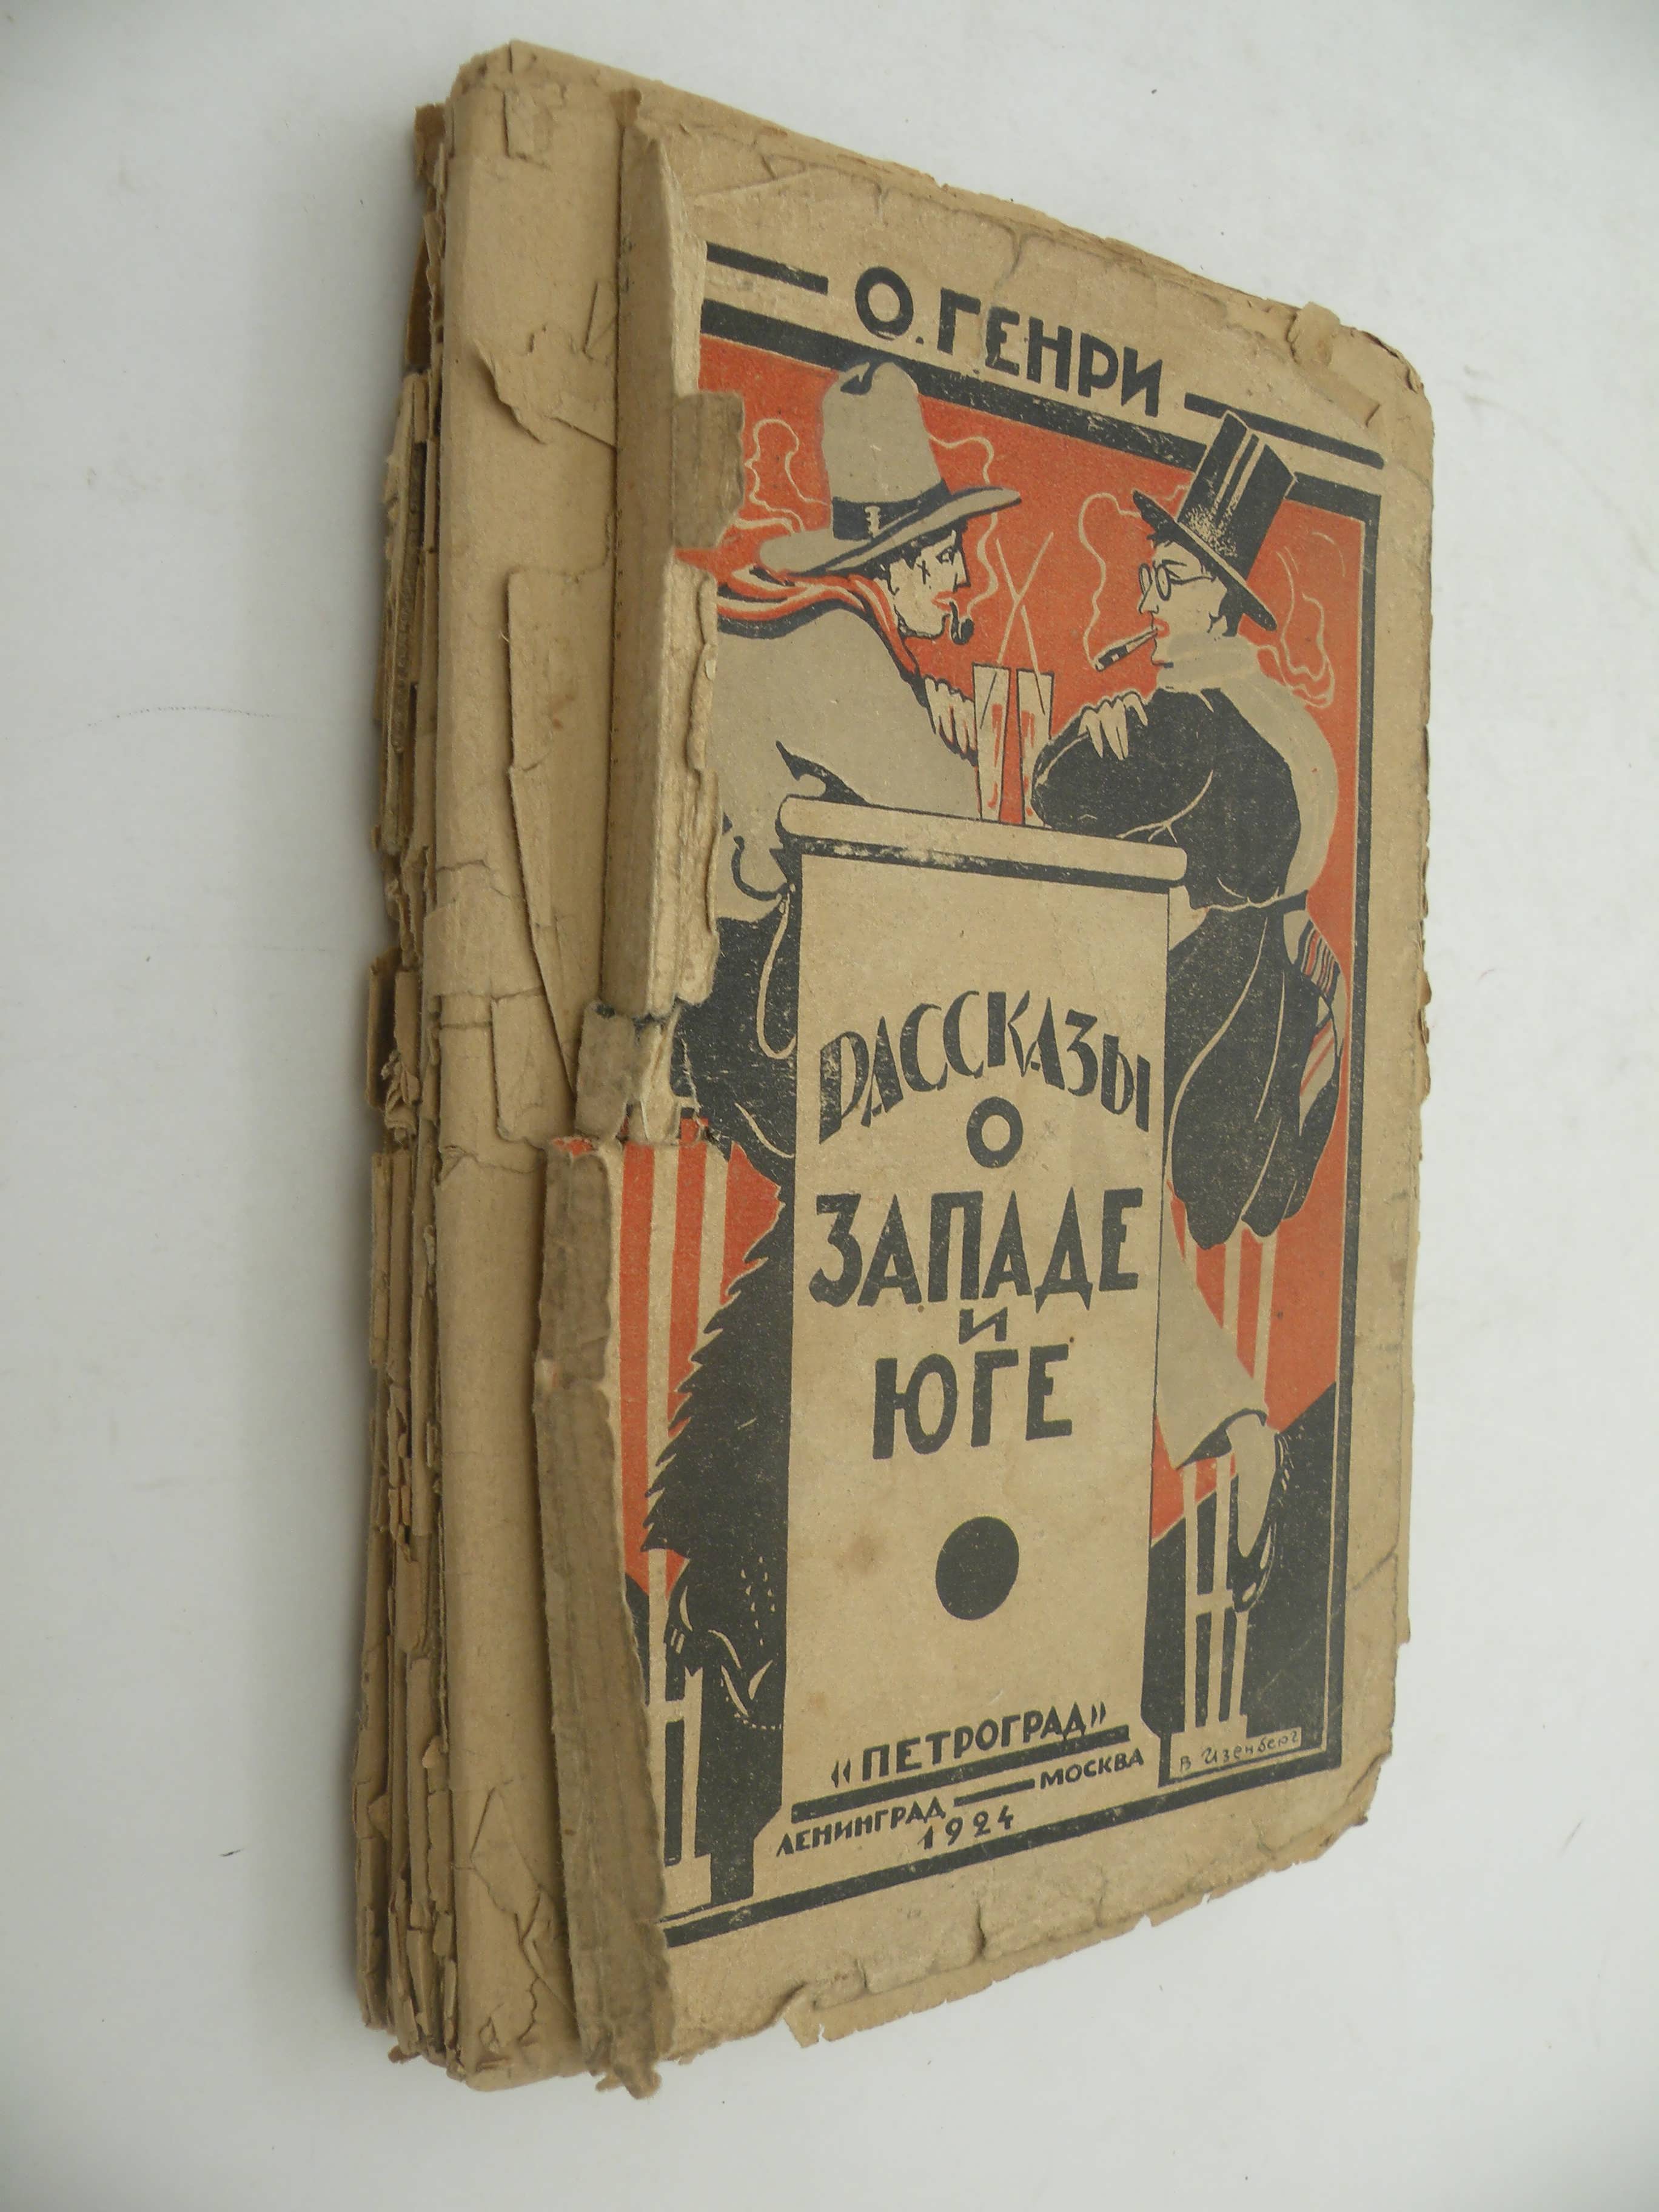 О. ГЕНРИ
РАССКАЗЫ
О
ЗАПАДЕ
И
ЮГЕ
«ПЕТРОГРАД»
ЛЕНИНГРАД — МОСКВА
1924
В Изенберг